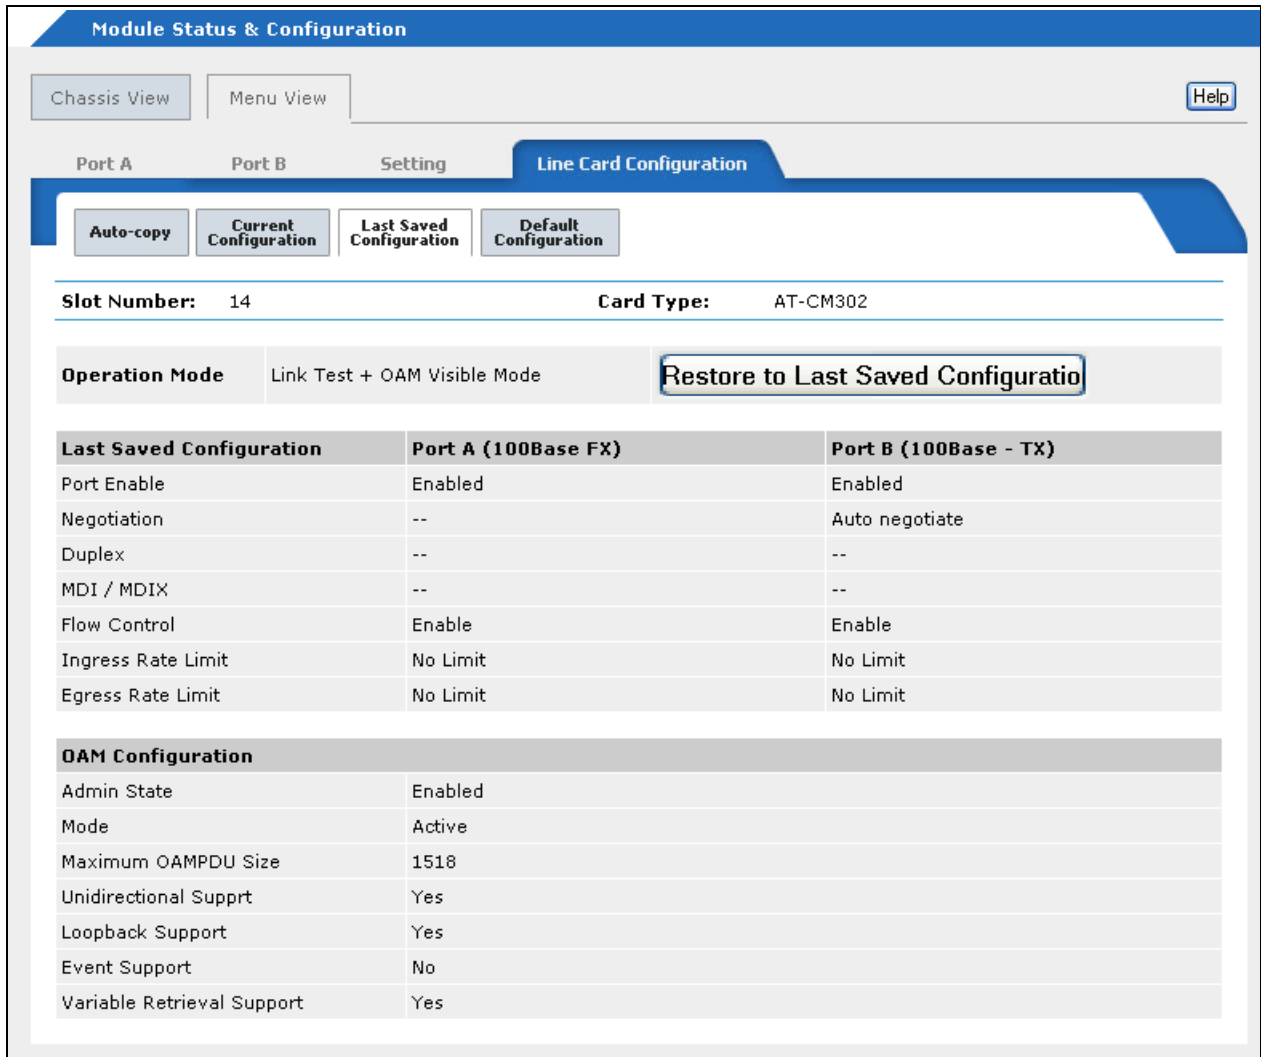 Module Status & Configuration
Chassis View Menu View Help
Port A Port B Setting Line Card Configuration
Auto-copy Current Configuration Last Saved Configuration Default Configuration
Slot Number: 14 Card Type: AT-CM302
Operation Mode Link Test + OAM Visible Mode Restore to Last Saved Configuratio
Last Saved Configuration Port A (100Base FX) Port B (100Base - TX)
Port Enable Enabled Enabled
Negotiation -- Auto negotiate
Duplex -- --
MDI / MDIX -- --
Flow Control Enable Enable
Ingress Rate Limit No Limit No Limit
Egress Rate Limit No Limit No Limit
OAM Configuration
Admin State Enabled
Mode Active
Maximum OAMPDU Size 1518
Unidirectional Supprt Yes
Loopback Support Yes
Event Support No
Variable Retrieval Support Yes